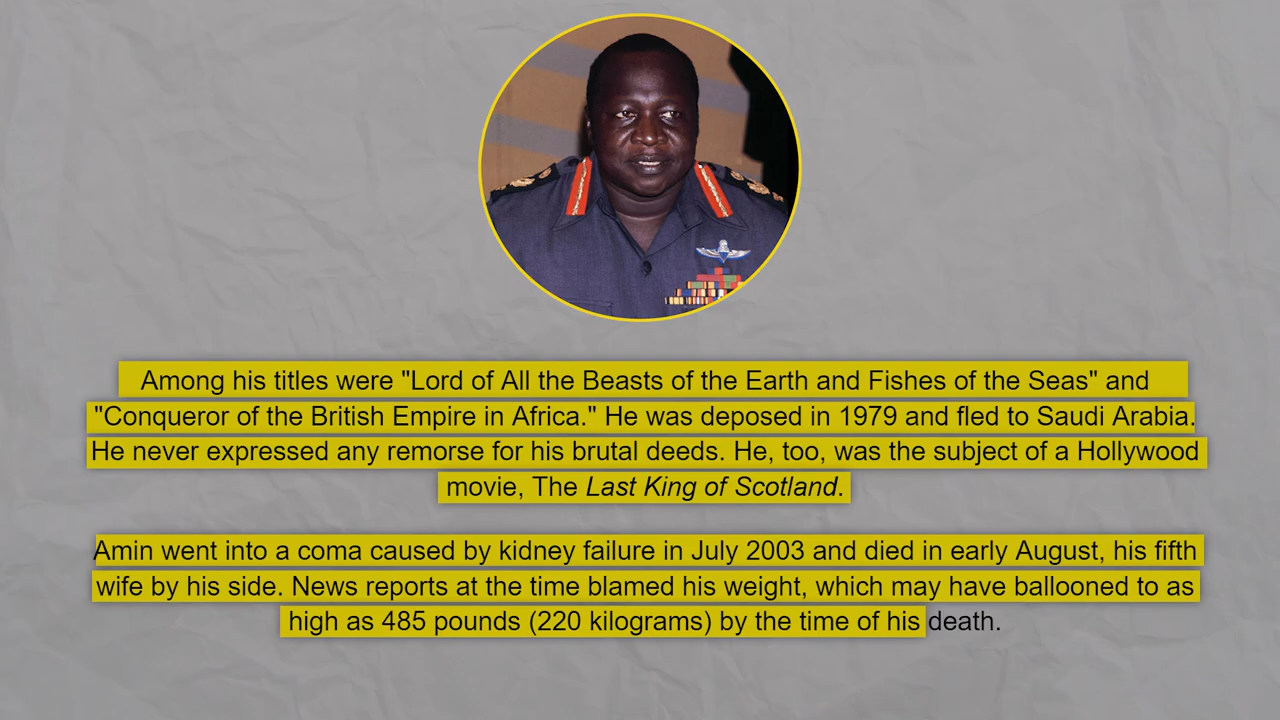 Among his titles were "Lord of All the Beasts of the Earth and Fishes of the Seas" and
"Conqueror of the British Empire in Africa." He was deposed in 1979 and fled to Saudi Arabia.
He never expressed any remorse for his brutal deeds. He, too, was the subject of a Hollywood
movie, The Last King of Scotland.
Amin went into a coma caused by kidney failure in July 2003 and died in early August, his fifth
wife by his side. News reports at the time blamed his weight, which may have ballooned to as
high as 485 pounds (220 kilograms) by the time of his death.